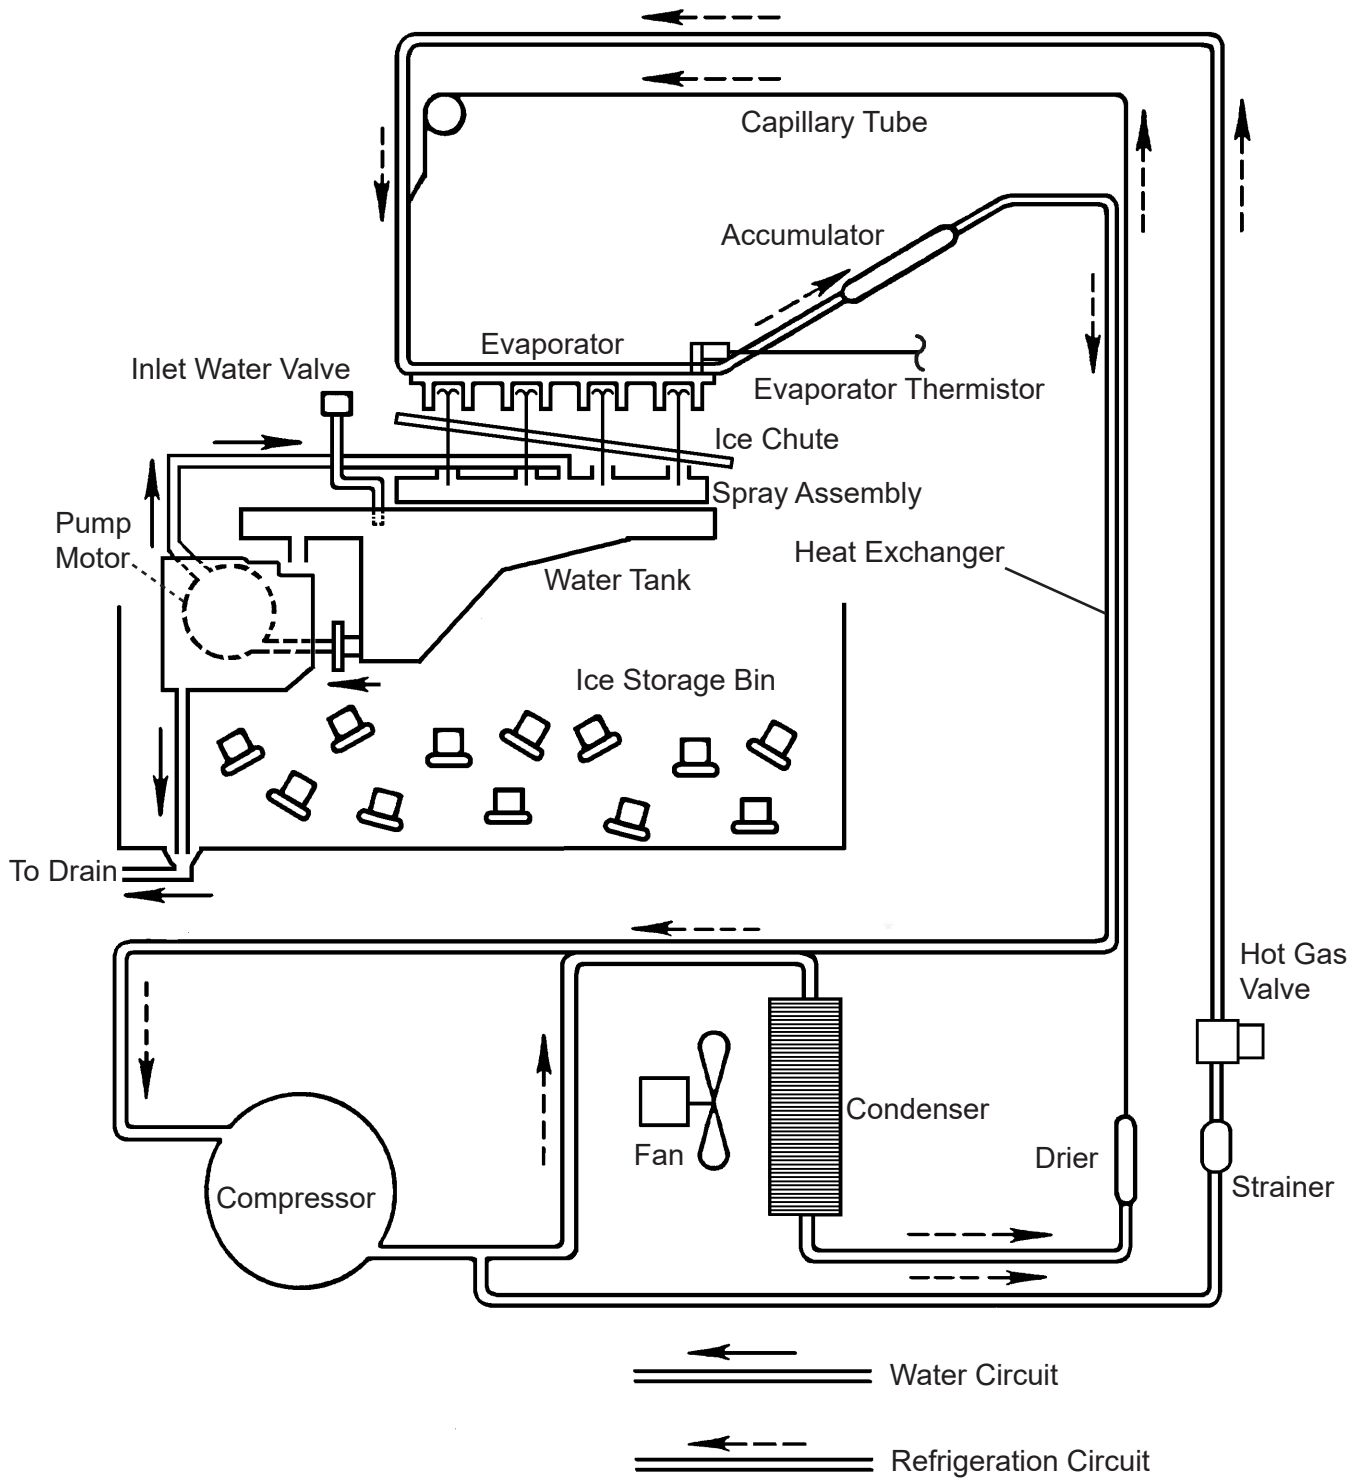 Capillary Tube
Accumulator
Evaporator
Inlet Water Valve
Evaporator Thermistor
Ice Chute
Spray Assembly
Pump
Motor
Heat Exchanger
Water Tank
Ice Storage Bin
To Drain
Hot Gas
Valve
Condenser
Fan
Drier
Compressor
Strainer
Water Circuit
Refrigeration Circuit